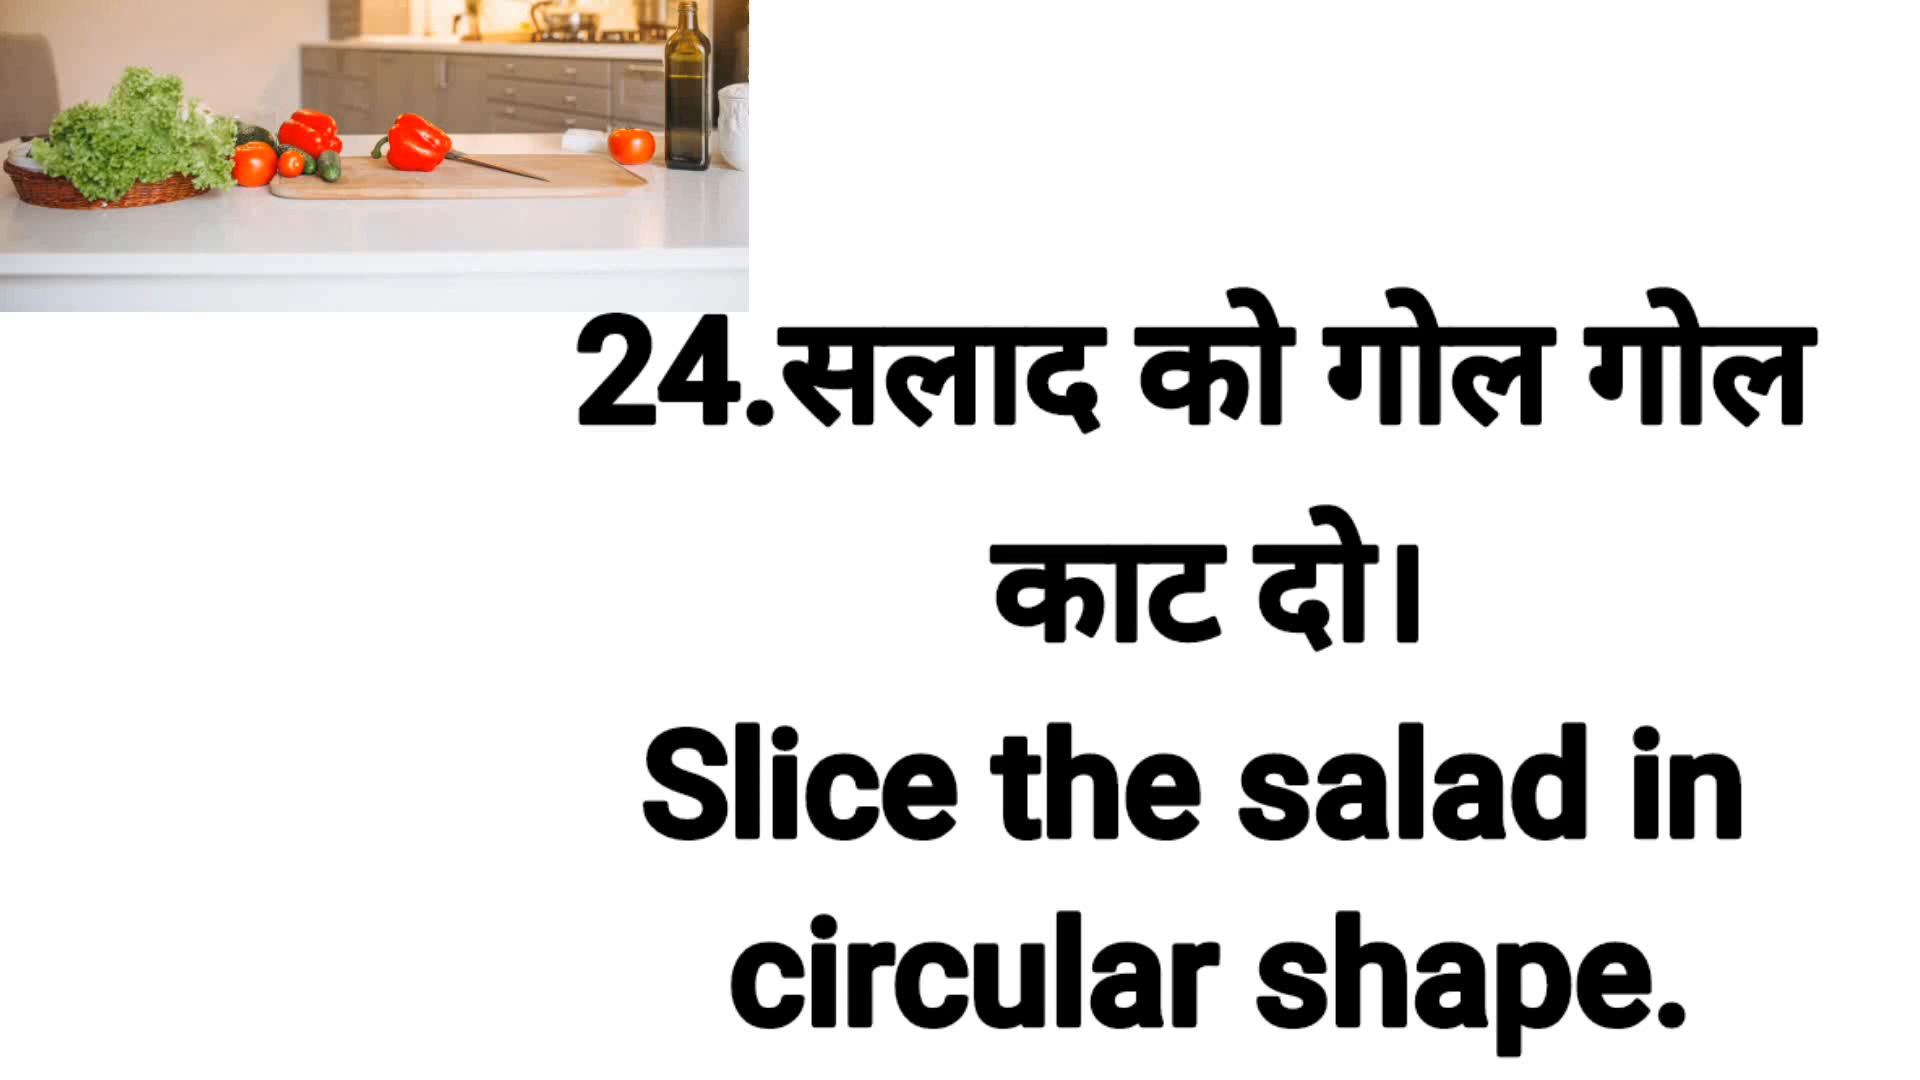 24.सलाद को गोल गोल
काट दो।
Slice the salad in
circular shape.